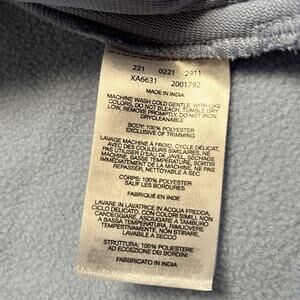 221 0221 2911
XA6631 2001792
MADE IN INDIA
MACHINE WASH COLD GENTLE, WITH LIKE
COLORS, DO NOT BLEACH, TUMBLE DRY
LOW, REMOVE PROMPTLY, DO NOT IRON,
DRYCLEANABLE
BODY: 100% POLYESTER
EXCLUSIVE OF TRIMMING
LAVAGE MACHINE À FROID, CYCLE DÉLICAT,
AVEC DES COULEURS SIMILAIRES, NE
PAS UTILISER D'EAU DE JAVEL, SÉCHAGE
MACHINE, BASSE TEMPÉRATURE, SORTIR
IMMÉDIATEMENT, NE PAS
REPASSER, NETTOYABLE À SEC
CORPS: 100% POLYESTER
SAUF LES BORDURES
FABRIQUÉ EN INDE
LAVARE IN LAVATRICE IN ACQUA FREDDA,
CICLO DELICATO, CON COLORI SIMILI, NON
CANDEGGIARE, ASCIUGARE A TAMBURO
A BASSA TEMPERATURA, RIMUOVERE
TEMPESTIVAMENTE, NON STIRARE,
LAVABILE A SECCO
STRUTTURA: 100% POLIESTERE
AD ECCEZIONE DEI BORDINI
FABBRICATO IN INDIA